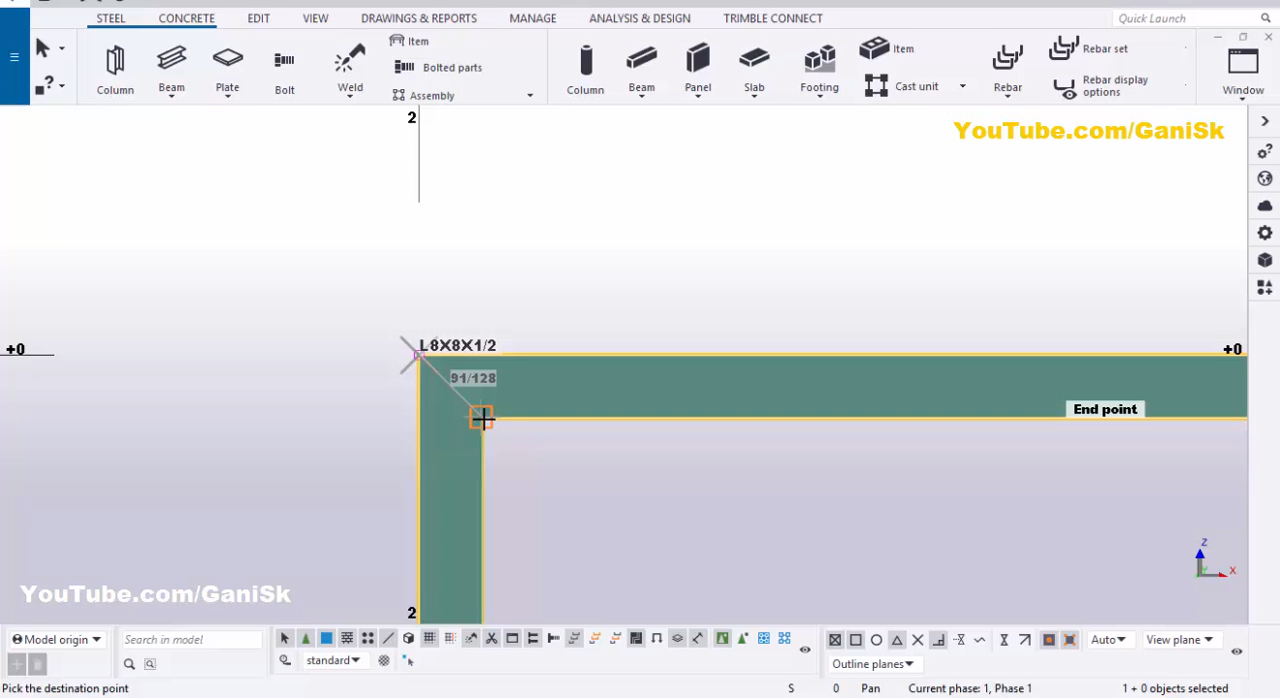 STEEL CONCRETE EDIT VIEW DRAWINGS & REPORTS MANAGE ANALYSIS & DESIGN TRIMBLE CONNECT Quick Launch
Item Item Rebar set
Bolted parts
Rebar display
options
Column Beam Plate Bolt Weld Assembly Column Beam Panel Slab Footing Cast unit Rebar Window
2
YouTube.com/GaniSk
L8X8X1/2
+0 +0
91/128
End point
Z
X
YouTube.com/GaniSk
2
Model origin Search in model Auto View plane
standard Outline planes
Pick the destination point S 0 Pan Current phase: 1, Phase 1 1 + 0 objects selected